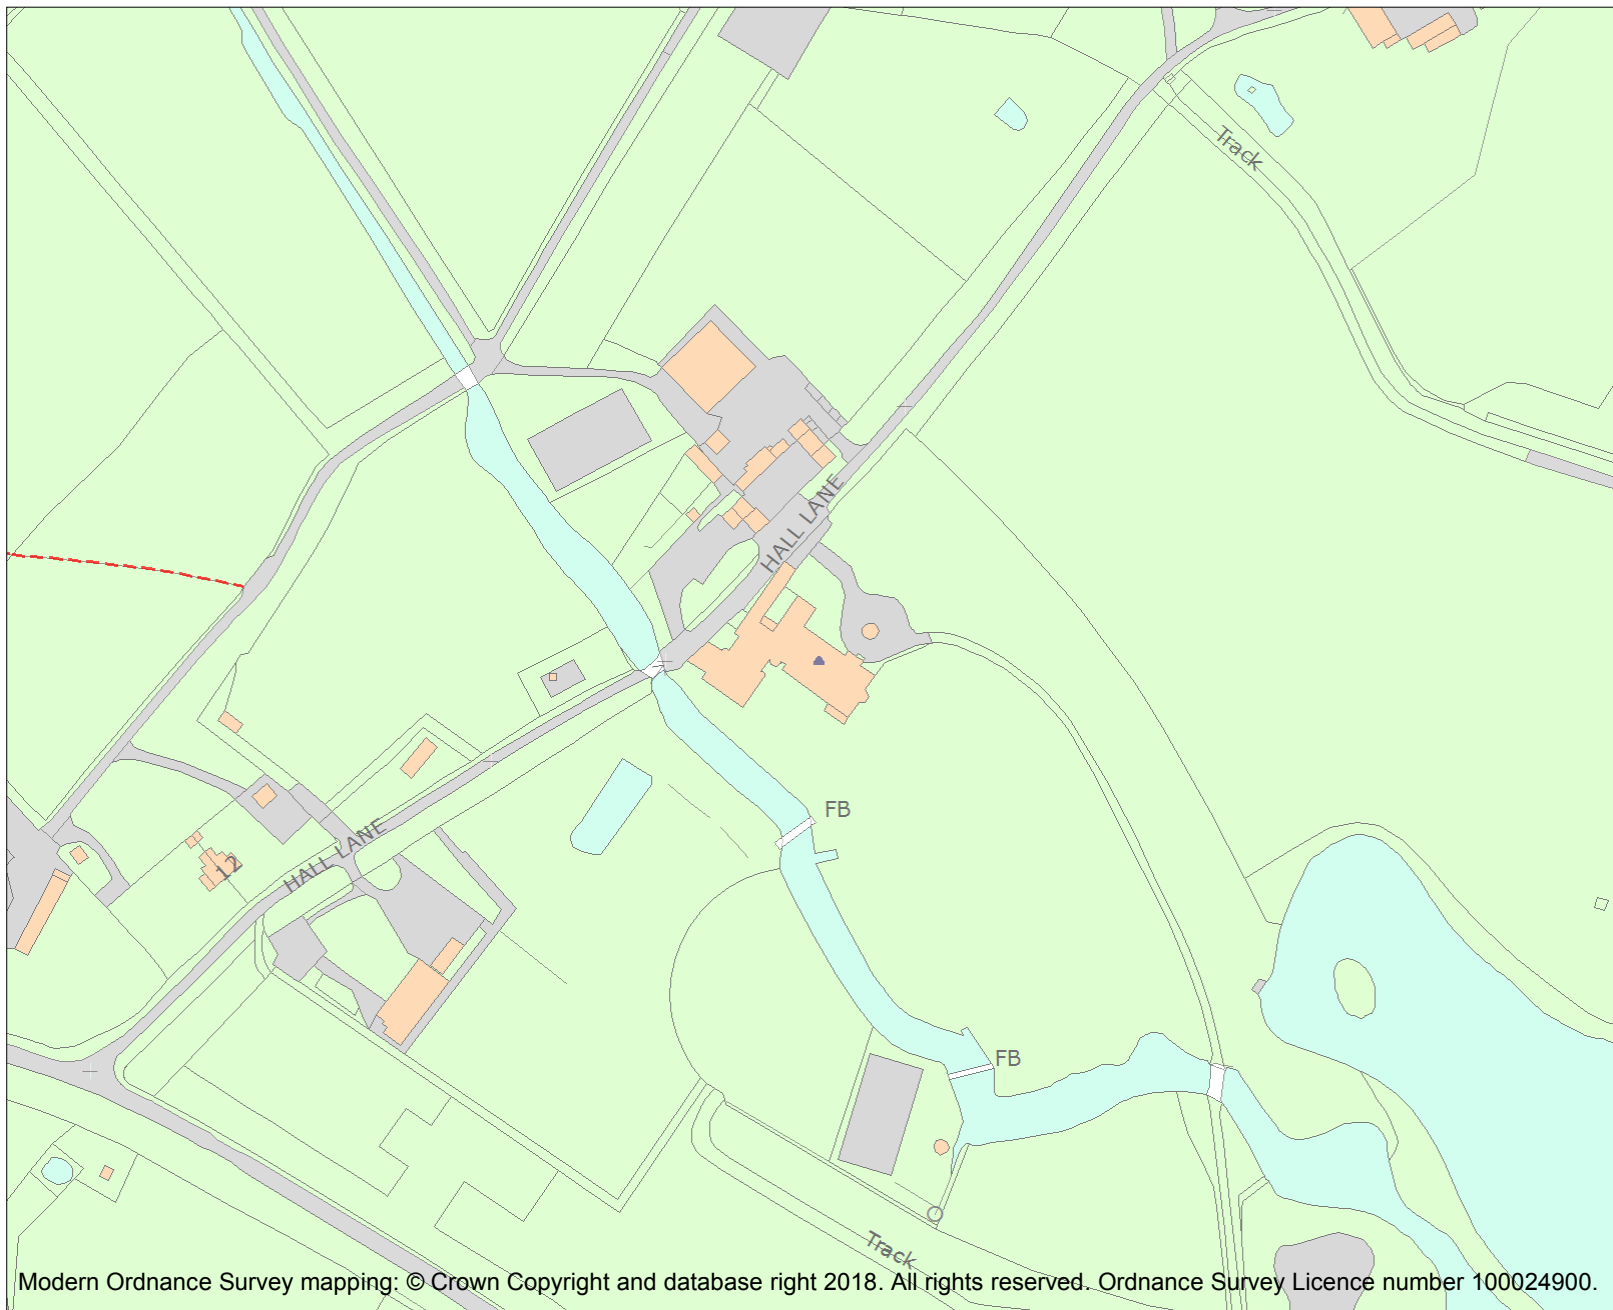 Track
HALL LANE
FB
HALL LANE
12
FB
Track
Modern Ordnance Survey mapping: © Crown Copyright and database right 2018. All rights reserved. Ordnance Survey Licence number 100024900.